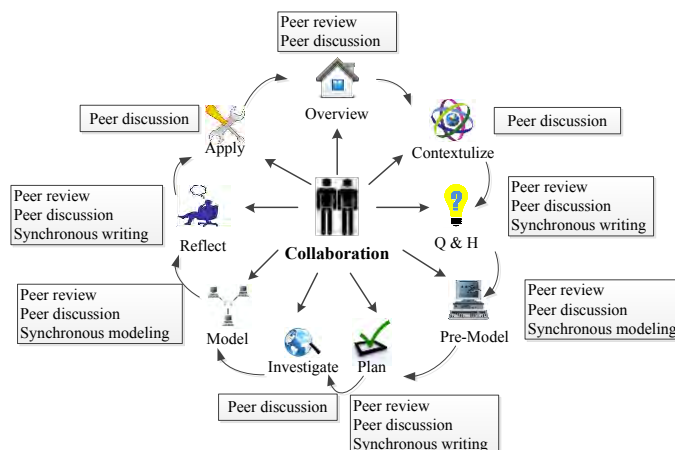 Peer review
Peer discussion
Overview
Peer discussion
Apply
Contextulize
Peer discussion
Peer review
Peer discussion
Synchronous writing
Reflect
Collaboration
Q & H
Peer review
Peer discussion
Synchronous writing
Peer review
Peer discussion
Synchronous modeling
Model
Investigate
Plan
Pre-Model
Peer review
Peer discussion
Synchronous modeling
Peer discussion
Peer review
Peer discussion
Synchronous writing